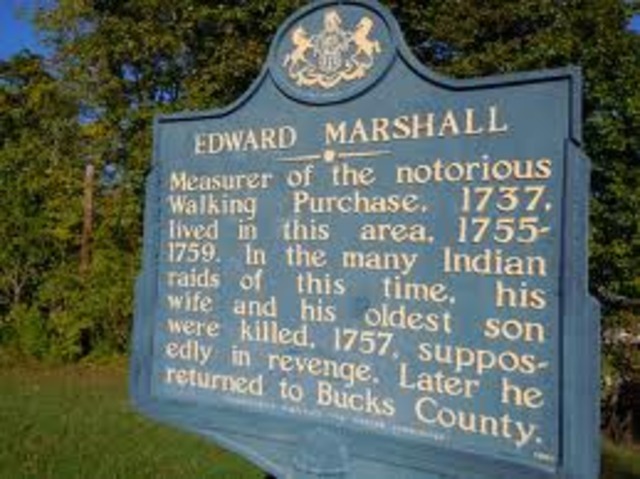 EDWARD MARSHALL
Measurer of the notorious
Walking Purchase, 1737,
lived in this area, 1755-
1759. In the many Indian
raids of this time, his
wife and his oldest son
were killed, 1757, suppos-
edly in revenge. Later he
returned to Bucks County.